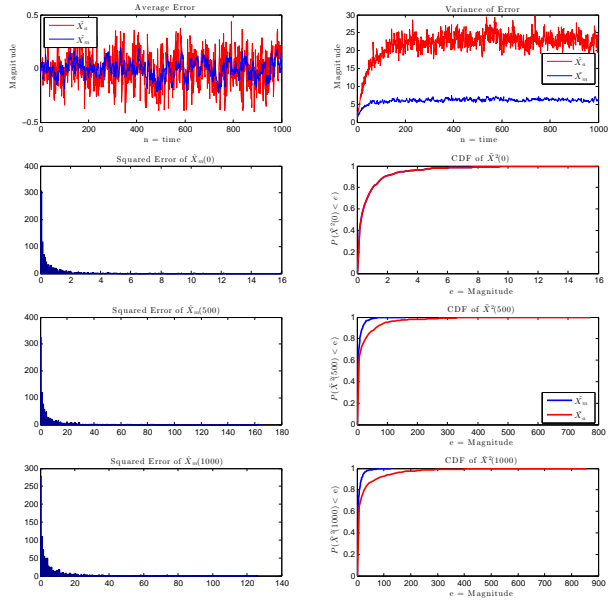 Average Error
Magnitude
0.5
0
−0.5
0 200 400 600 800 1000
n = time
X̃ₐ
X̃ₘ
Variance of Error
Magnitude
30
25
20
15
10
5
0
0 200 400 600 800 1000
n = time
X̃ₐ
X̃ₘ
Squared Error of X̃ₘ(0)
400
300
200
100
0
0 2 4 6 8 10 12 14 16
CDF of X̃²(0)
P(X̃²(0) < e)
1
0.8
0.6
0.4
0.2
0
0 2 4 6 8 10 12 14 16
e = Magnitude
Squared Error of X̃ₘ(500)
400
300
200
100
0
0 20 40 60 80 100 120 140 160 180
CDF of X̃²(500)
P(X̃²(500) < e)
1
0.8
0.6
0.4
0.2
0
0 100 200 300 400 500 600 700 800
e = Magnitude
X̃ₘ
X̃ₐ
Squared Error of X̃ₘ(1000)
300
250
200
150
100
50
0
0 20 40 60 80 100 120 140
CDF of X̃²(1000)
P(X̃²(1000) < e)
1
0.8
0.6
0.4
0.2
0
0 100 200 300 400 500 600 700 800 900
e = Magnitude